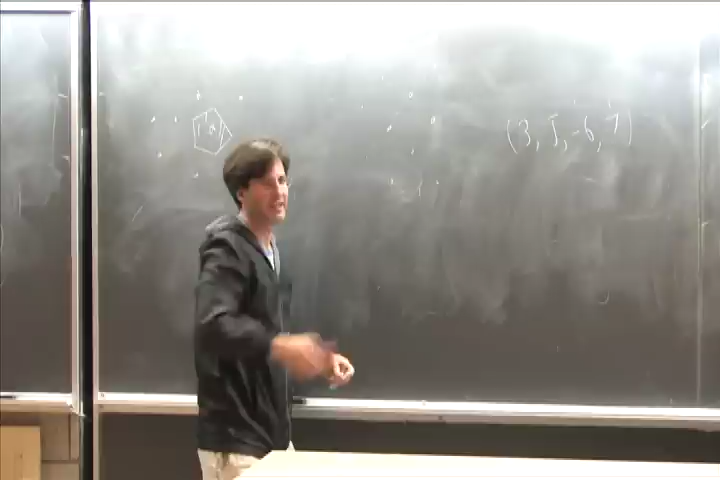 (3, 5, -6, 7)